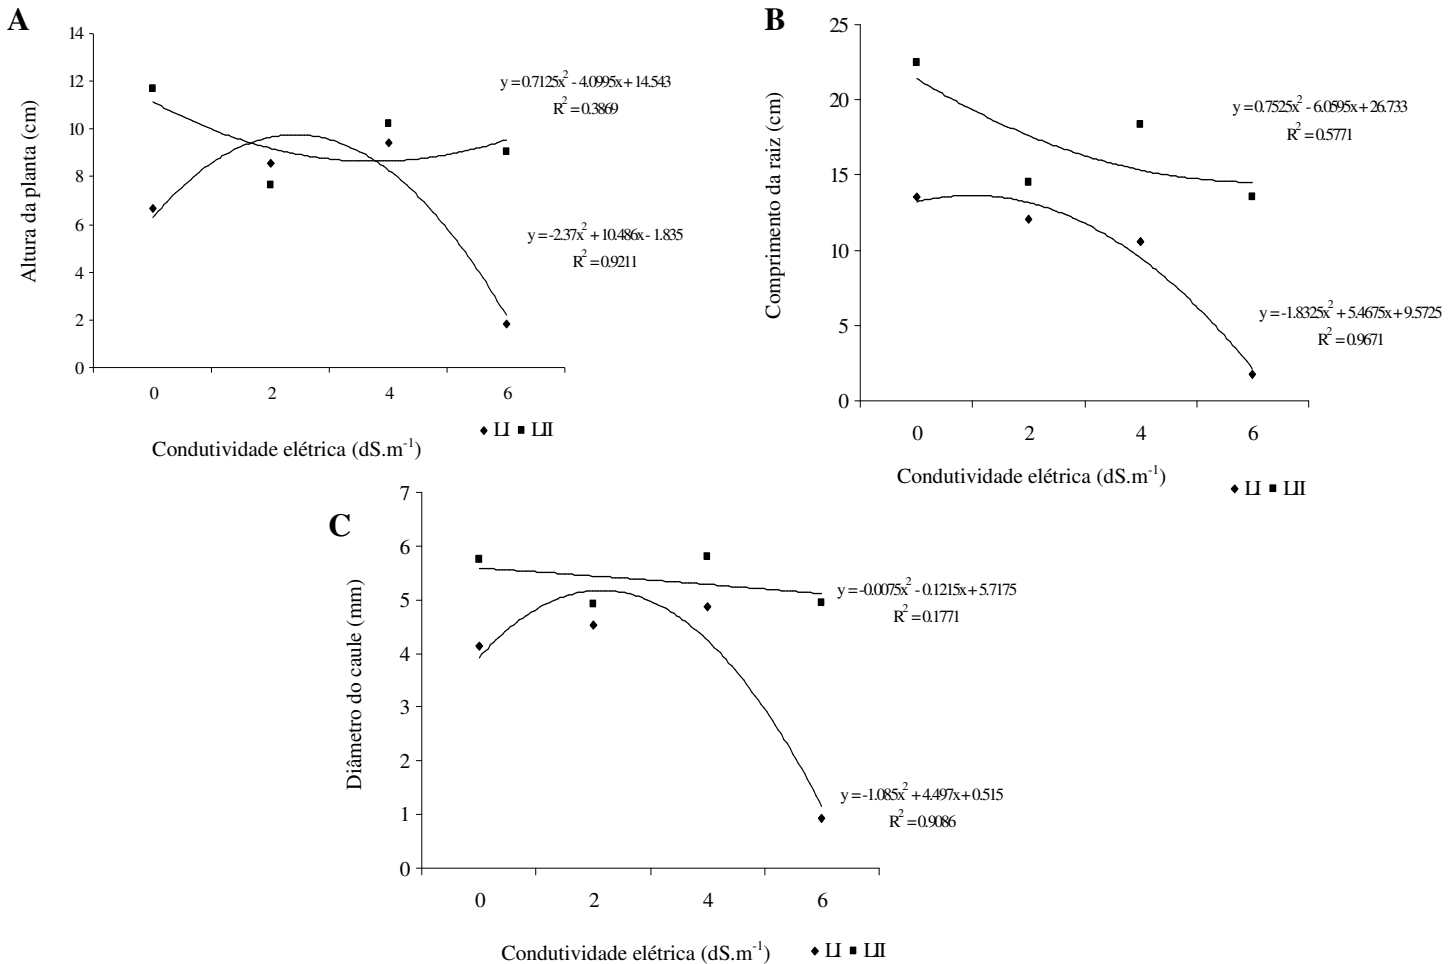 A
14
12
10
8
6
4
2
0
Altura da planta (cm)
y = 0.7125x² - 4.0995x + 14.543
R² = 0.3869
y = -2.37x² + 10.486x - 1.835
R² = 0.9211
0 2 4 6
LI LII
Condutividade elétrica (dS.m⁻¹)
B
25
20
15
10
5
0
Comprimento da raiz (cm)
y = 0.7525x² - 6.0595x + 26.733
R² = 0.5771
y = -1.8325x² + 5.4675x + 9.5725
R² = 0.9671
0 2 4 6
Condutividade elétrica (dS.m⁻¹)
LI LII
C
7
6
5
4
3
2
1
0
Diâmetro do caule (mm)
y = -0.0075x² - 0.1215x + 5.7175
R² = 0.1771
y = -1.085x² + 4.497x + 0.515
R² = 0.9086
0 2 4 6
Condutividade elétrica (dS.m⁻¹)
LI LII